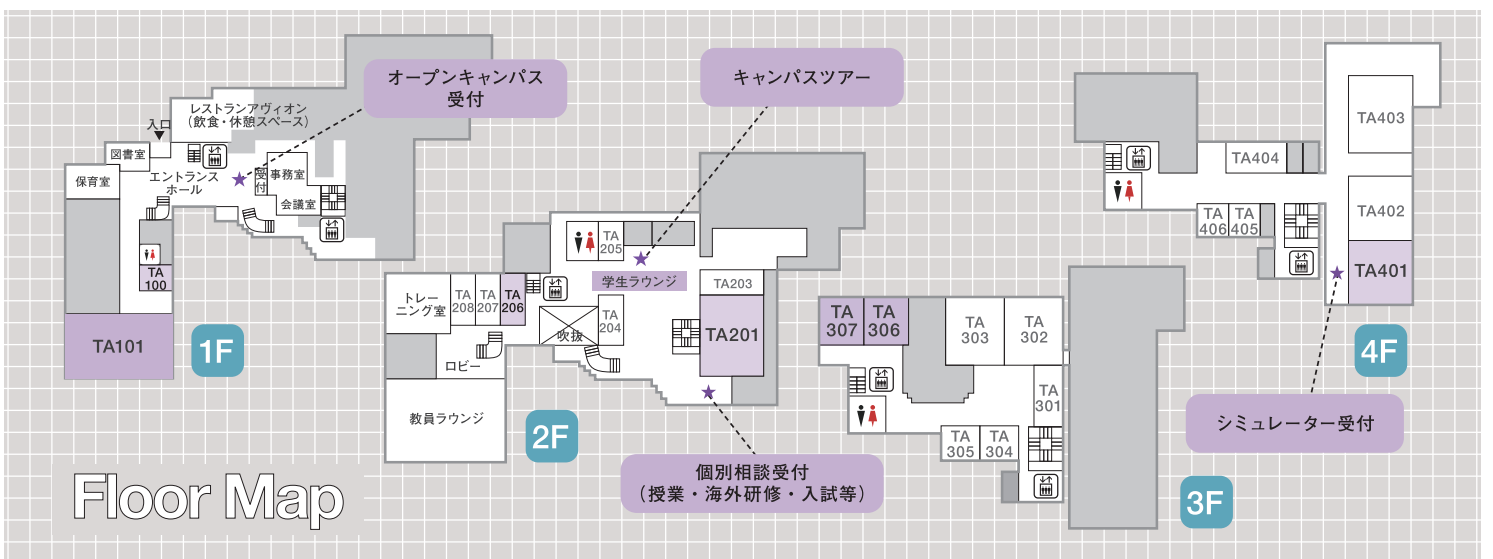 オープンキャンパス
受付
レストランアヴィオン
（飲食・休憩スペース）
入口
図書室
保育室
エントランス
ホール
受付
事務室
会議室
TA
100
TA101
1F
キャンパスツアー
TA
205
学生ラウンジ
TA203
トレー
ニング室
TA
208
TA
207
TA
206
TA
204
吹抜
TA201
ロビー
教員ラウンジ
2F
個別相談受付
（授業・海外研修・入試等）
TA
307
TA
306
TA
303
TA
302
TA
301
TA
305
TA
304
3F
TA403
TA404
TA402
TA
406
TA
405
TA401
4F
シミュレーター受付
Floor Map